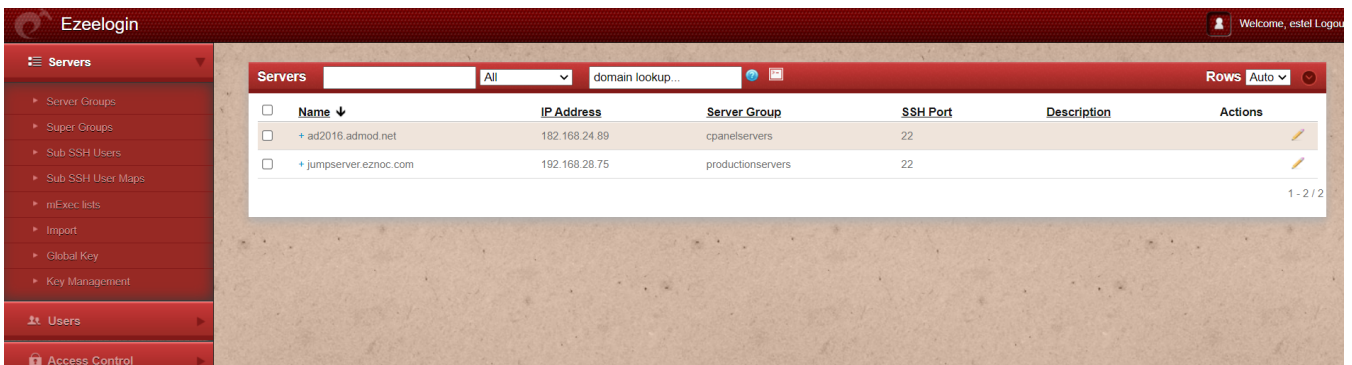 Ezeelogin
Welcome, estel Logou
Servers
Servers All domain lookup... Rows Auto
Server Groups
Super Groups
Sub SSH Users
Sub SSH User Maps
mExec lists
Import
Global Key
Key Management
Users
Access Control
Name IP Address Server Group SSH Port Description Actions
+ ad2016.admod.net 182.168.24.89 cpanelservers 22
+ jumpserver.eznoc.com 192.168.28.75 productionservers 22
1 - 2 / 2